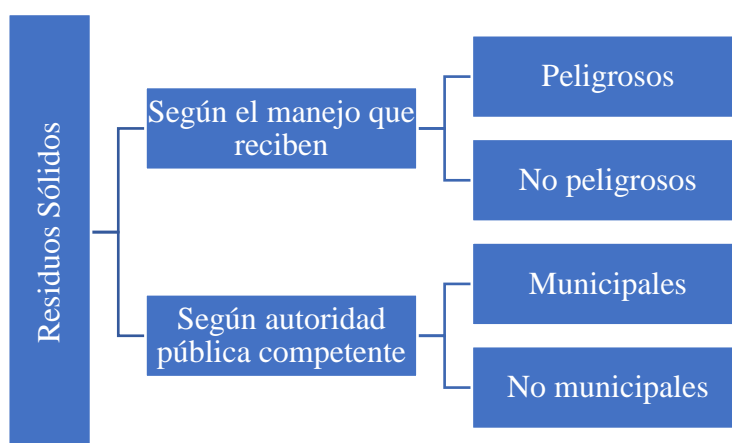 Residuos Sólidos
Según el manejo que
reciben
Peligrosos
No peligrosos
Según autoridad
pública competente
Municipales
No municipales